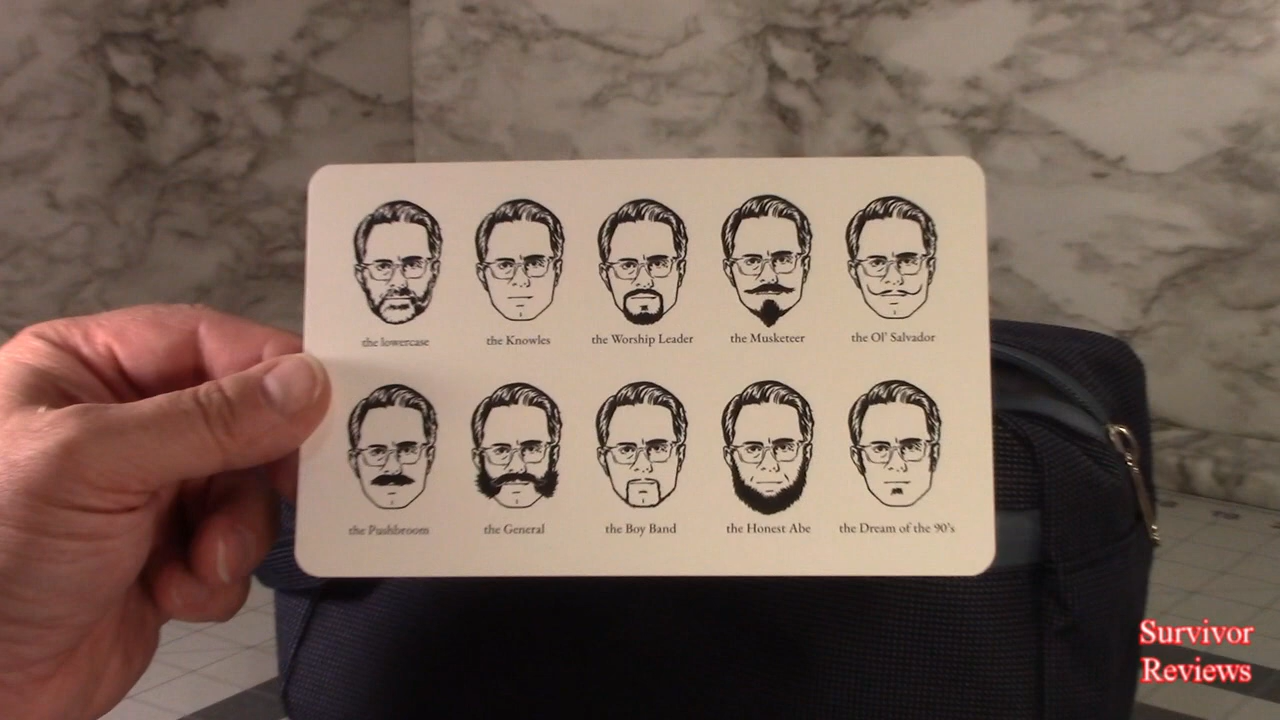 the lowercase
the Knowles
the Worship Leader
the Musketeer
the Ol' Salvador
the Pushbroom
the General
the Boy Band
the Honest Abe
the Dream of the 90's
Survivor
Reviews